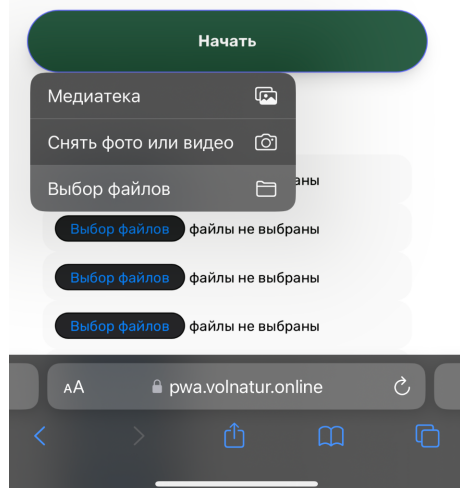 Начать
Медиатека
Снять фото или видео
Выбор файлов
аны
Выбор файлов файлы не выбраны
Выбор файлов файлы не выбраны
Выбор файлов файлы не выбраны
AA pwa.volnatur.online